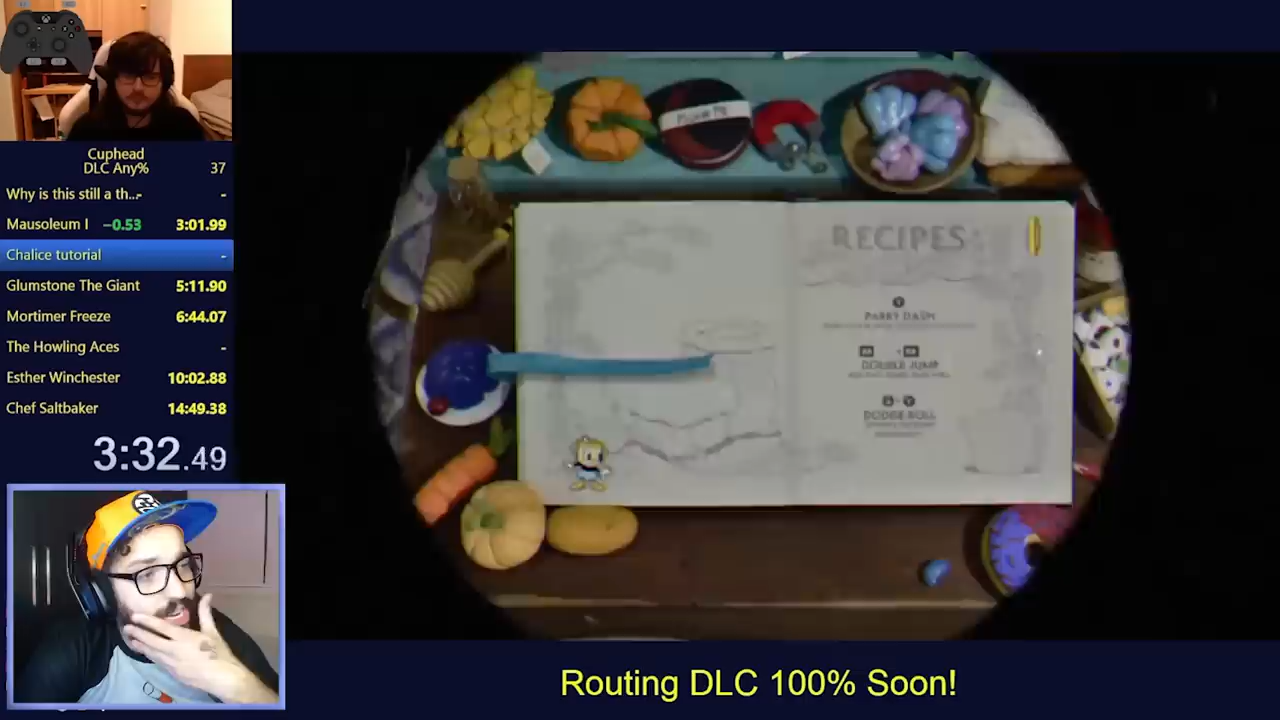 Cuphead
DLC Any% 37
Why is this still a th...- -
Mausoleum I −0.53 3:01.99
Chalice tutorial -
Glumstone The Giant 5:11.90
Mortimer Freeze 6:44.07
The Howling Aces -
Esther Winchester 10:02.88
Chef Saltbaker 14:49.38
3:32.49
RECIPES
Y
PARRY DASH
DOUBLE JUMP
DODGE ROLL
Routing DLC 100% Soon!